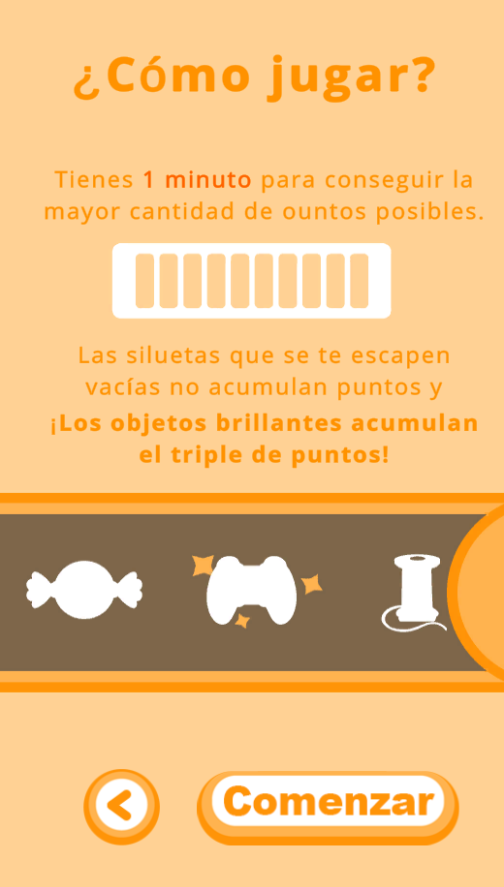 ¿Cómo jugar?
Tienes 1 minuto para conseguir la
mayor cantidad de ountos posibles.
Las siluetas que se te escapen
vacías no acumulan puntos y
¡Los objetos brillantes acumulan
el triple de puntos!
Comenzar